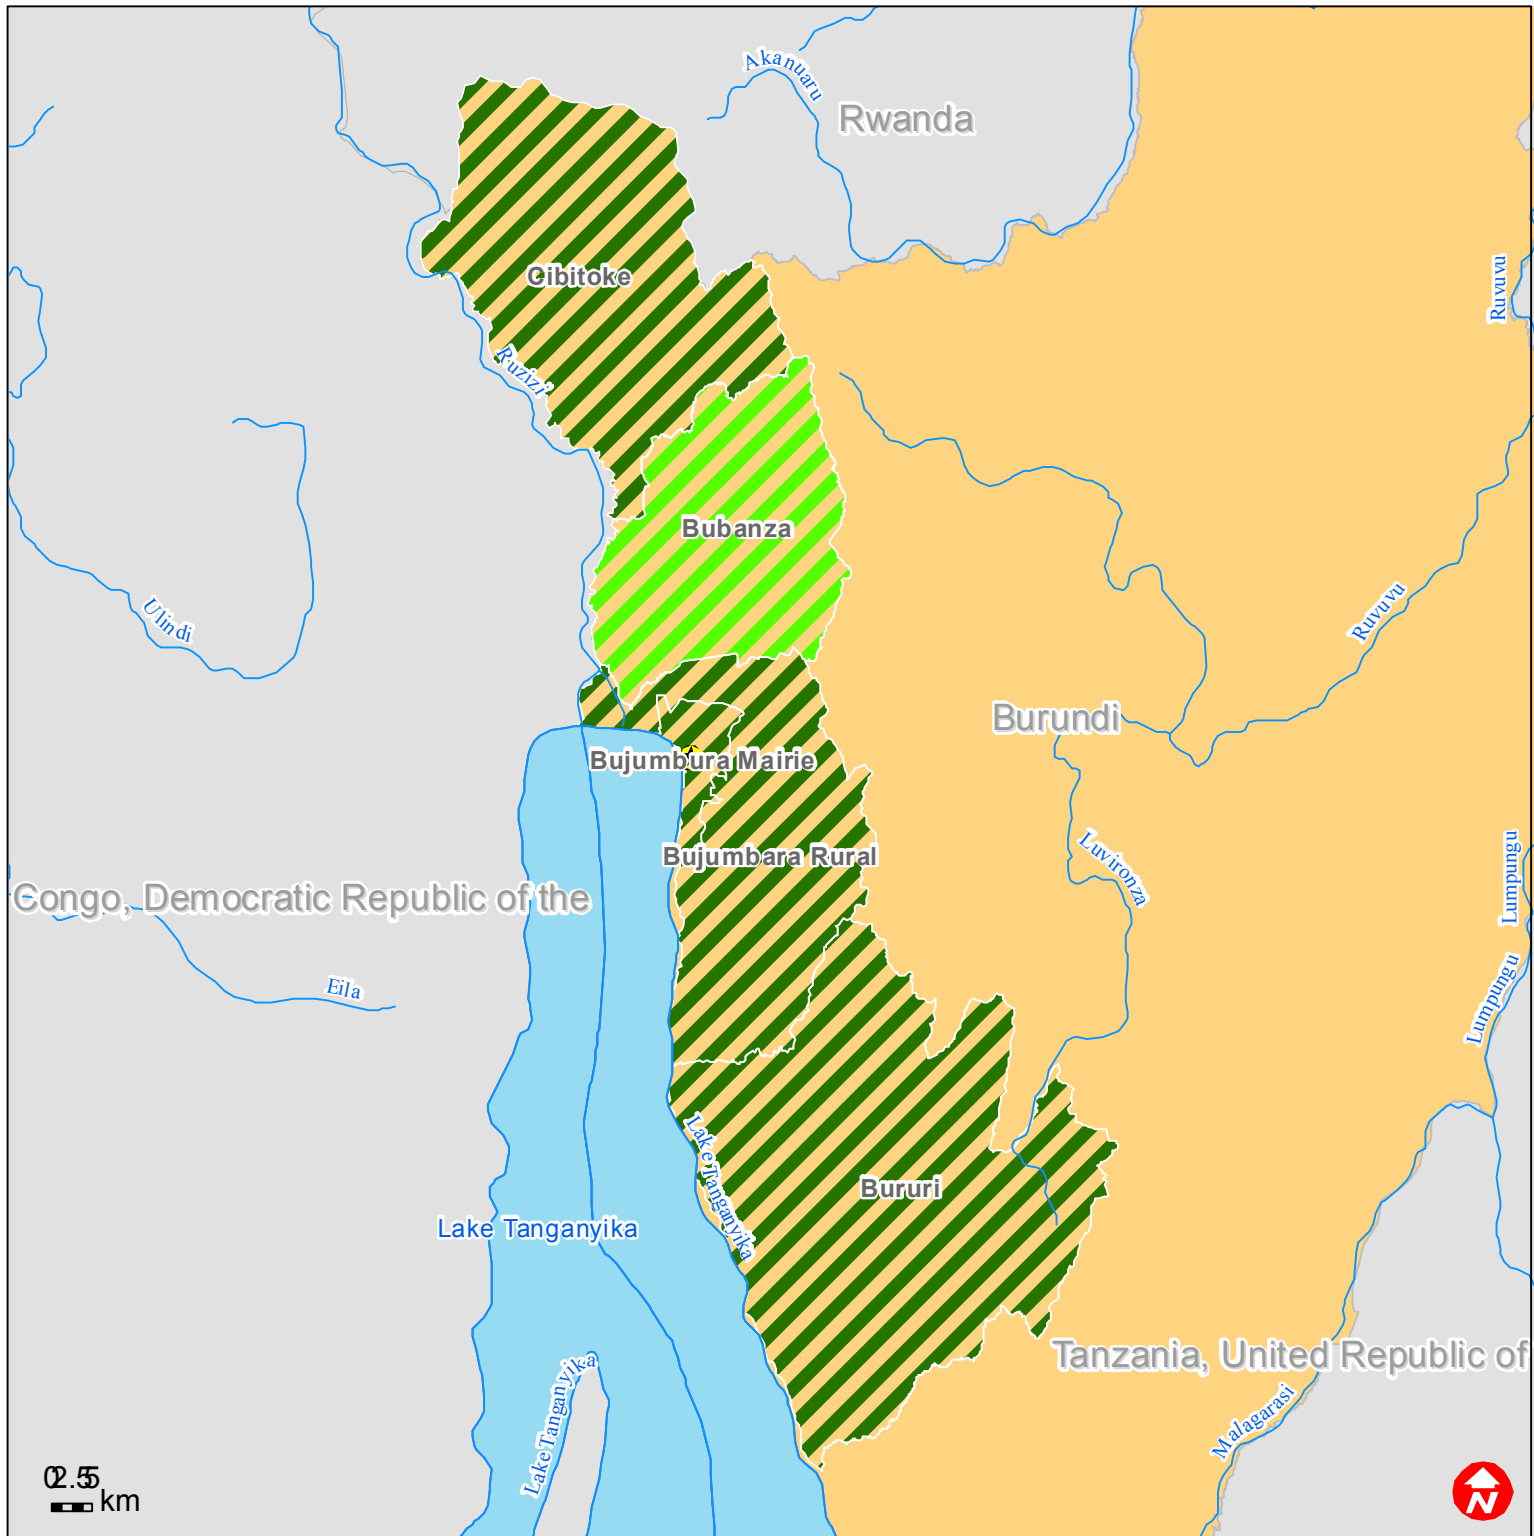 Akanuaru
Rwanda
Cibitoke
Ruvuvu
Ruzizi
Bubanza
Ulindi
Ruvuvu
Burundi
Bujumbura Mairie
Bujumbara Rural
Luvironza
Lumpungu
Congo, Democratic Republic of the
Eila
Lumpungu
Lake Tanganyika
Bururi
Lake Tanganyika
Tanzania, United Republic of
Lake Tanganyika
Malagarasi
km
N